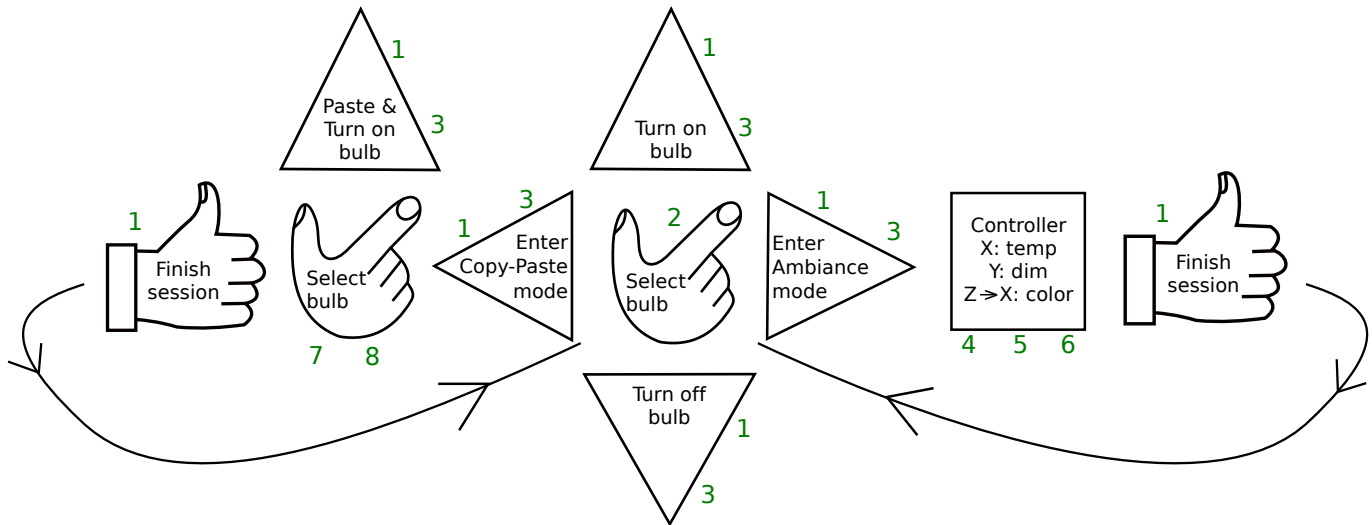 1
3
Paste &
Turn on
bulb
1
3
Turn on
bulb
1
Finish
session
Select
bulb
7 8
1
3
Enter
Copy-Paste
mode
2
Select
bulb
1
3
Enter
Ambiance
mode
Controller
X: temp
Y: dim
Z→X: color
4 5 6
1
Finish
session
Turn off
bulb
1
3